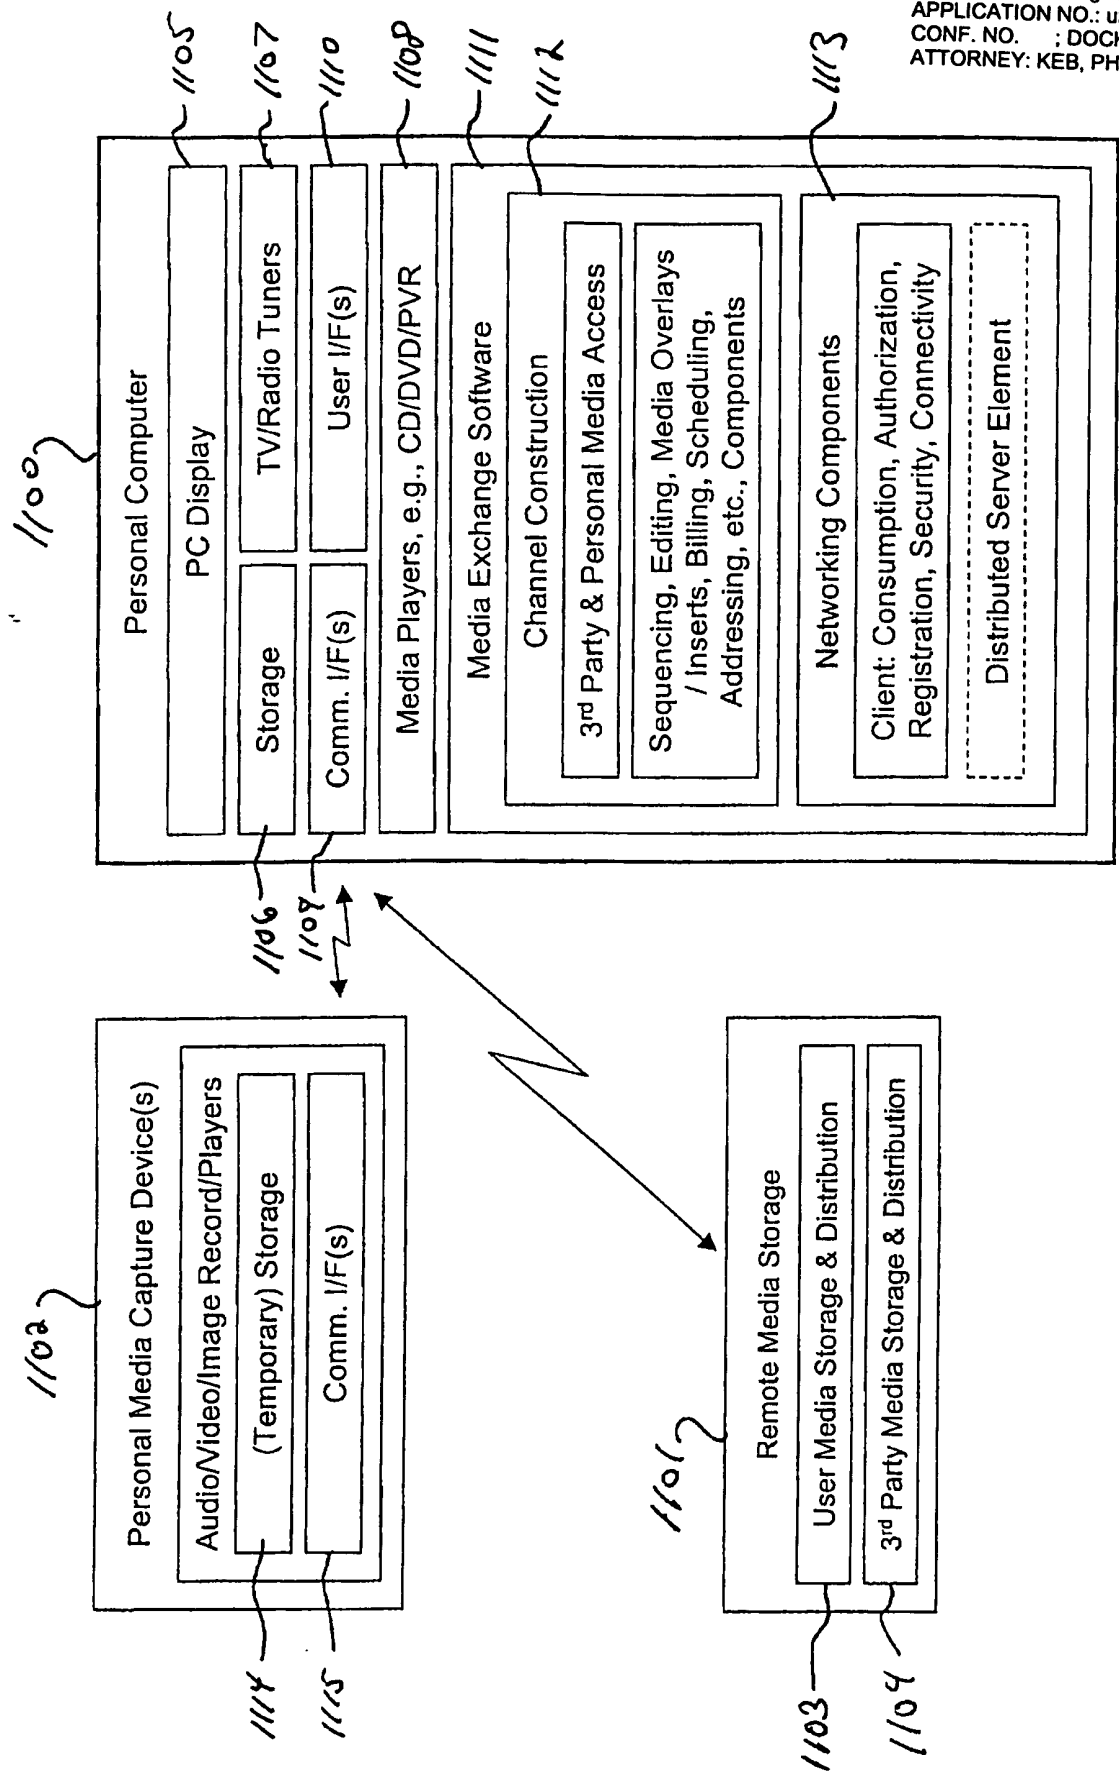 APPLICATION NO.: u
CONF. NO. ; DOC
ATTORNEY: KEB, PH
1100
Personal Computer
PC Display
1105
Storage
1106
TV/Radio Tuners
1107
Comm. I/F(s)
1109
User I/F(s)
1110
Media Players, e.g., CD/DVD/PVR
1108
Media Exchange Software
1111
Channel Construction
1112
3rd Party & Personal Media Access
Sequencing, Editing, Media Overlays
/ Inserts, Billing, Scheduling,
Addressing, etc., Components
Networking Components
1113
Client: Consumption, Authorization,
Registration, Security, Connectivity
Distributed Server Element
1102
Personal Media Capture Device(s)
Audio/Video/Image Record/Players
(Temporary) Storage
1114
Comm. I/F(s)
1115
1101
Remote Media Storage
User Media Storage & Distribution
1103
3rd Party Media Storage & Distribution
1104